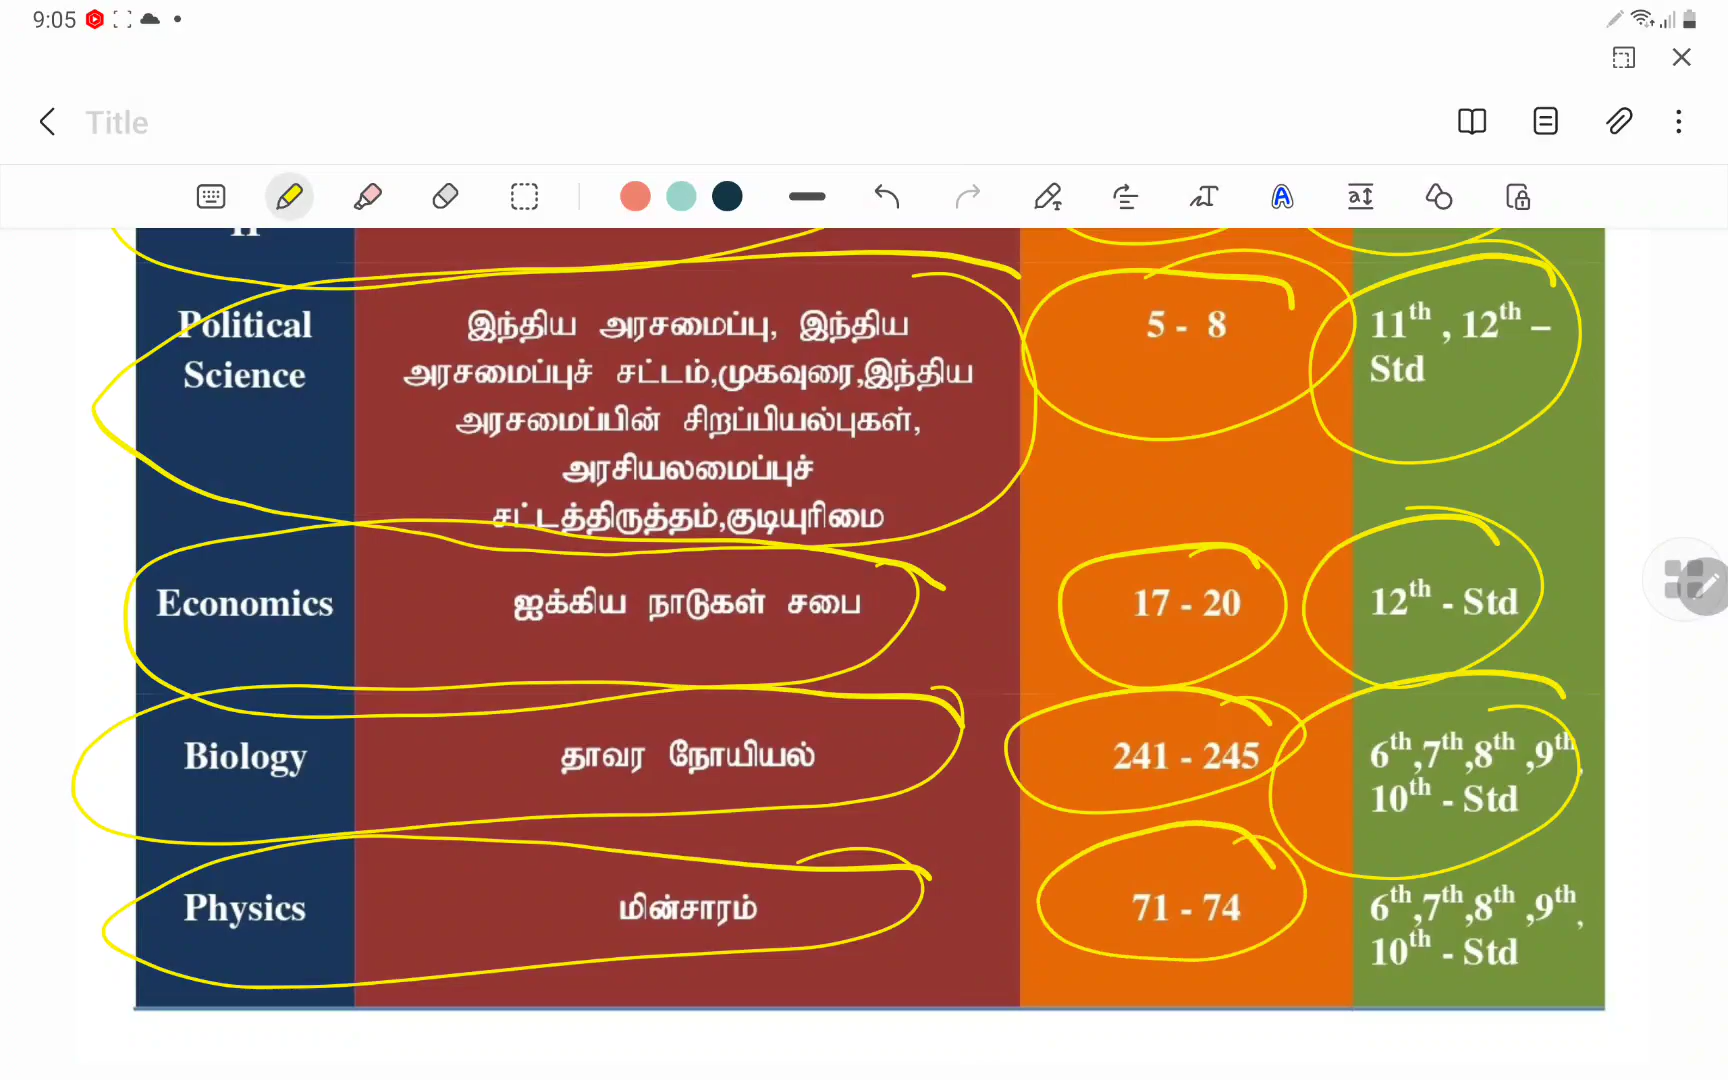 9:05
Title
Political
Science
இந்திய அரசமைப்பு, இந்திய
அரசமைப்புச் சட்டம்,முகவுரை,இந்திய
அரசமைப்பின் சிறப்பியல்புகள்,
அரசியலமைப்புச்
சட்டத்திருத்தம்,குடியுரிமை
5 - 8
11th , 12th –
Std
Economics
ஐக்கிய நாடுகள் சபை
17 - 20
12th - Std
Biology
தாவர நோயியல்
241 - 245
6th,7th,8th ,9th,
10th - Std
Physics
மின்சாரம்
71 - 74
6th,7th,8th ,9th,
10th - Std